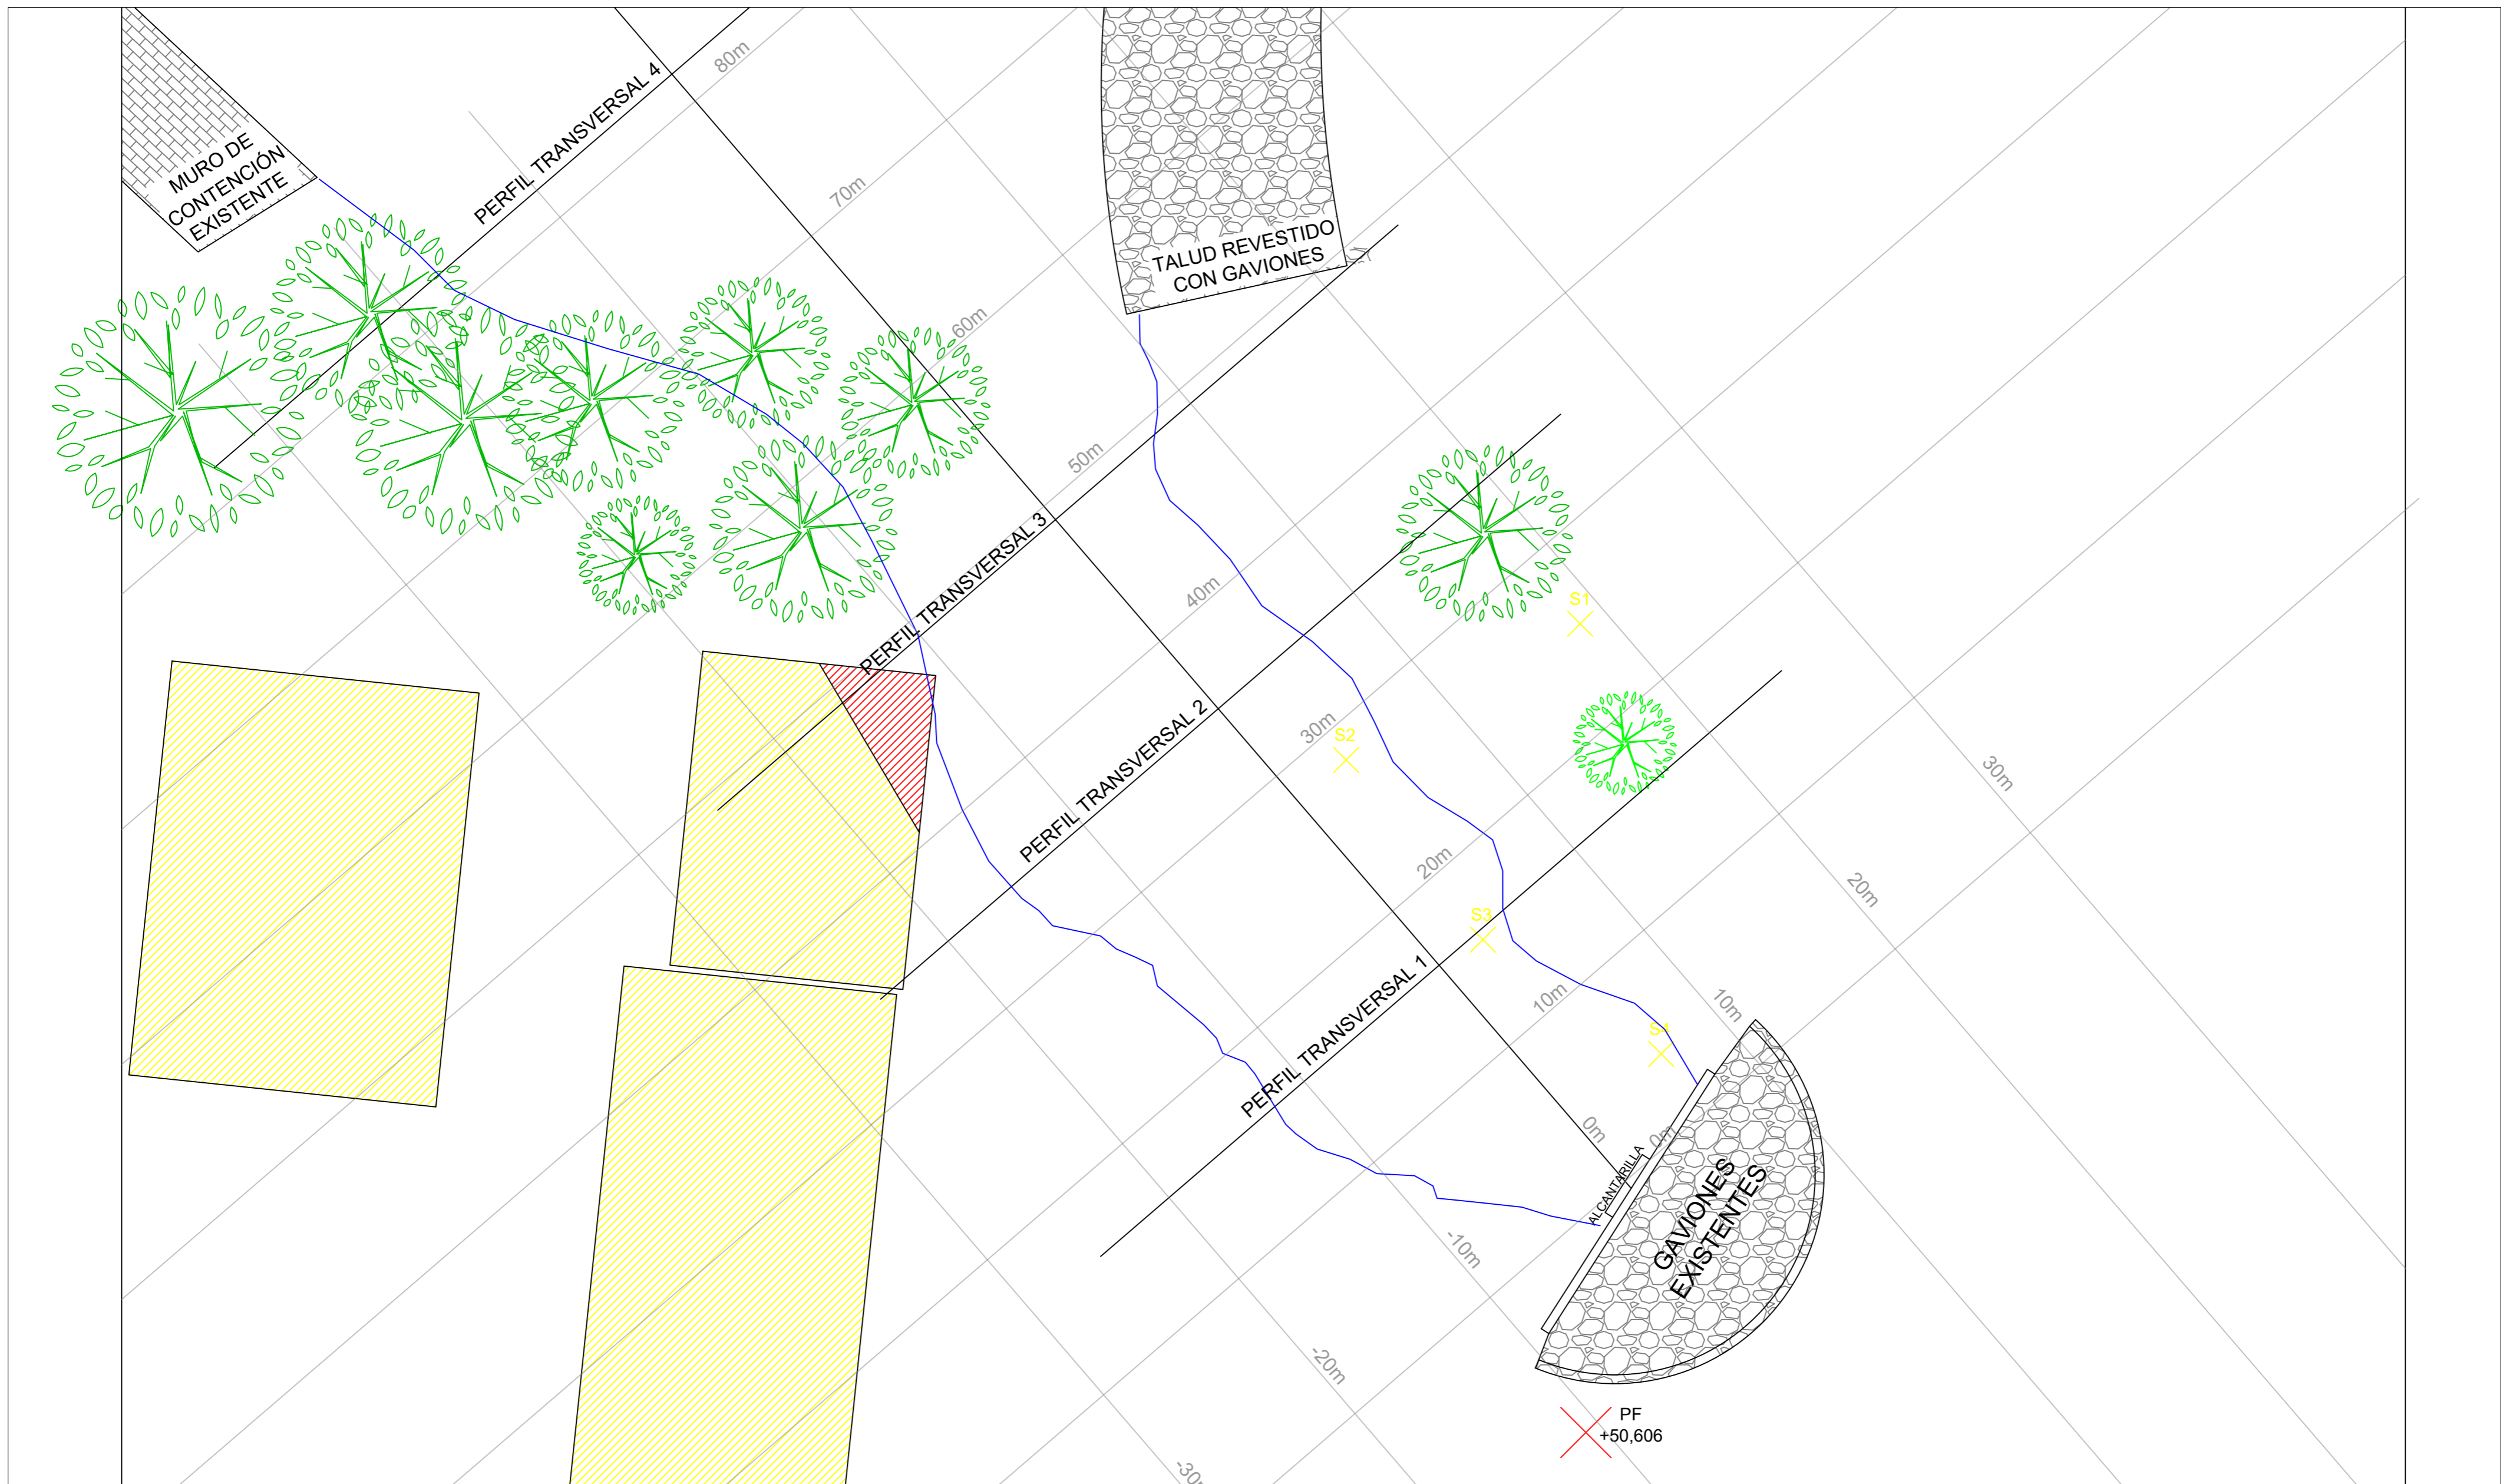 80m
PERFIL TRANSVERSAL 4
MURO DE
CONTENCIÓN
EXISTENTE
70m
TALUD REVESTIDO
CON GAVIONES
60m
50m
PERFIL TRANSVERSAL 3
40m
S1
30m
S2
PERFIL TRANSVERSAL 2
30m
20m
20m
S3
PERFIL TRANSVERSAL 1
10m
10m
S4
0m
0m
ALCANTARILLA
GAVIONES
EXISTENTES
-10m
-20m
PF
+50,606